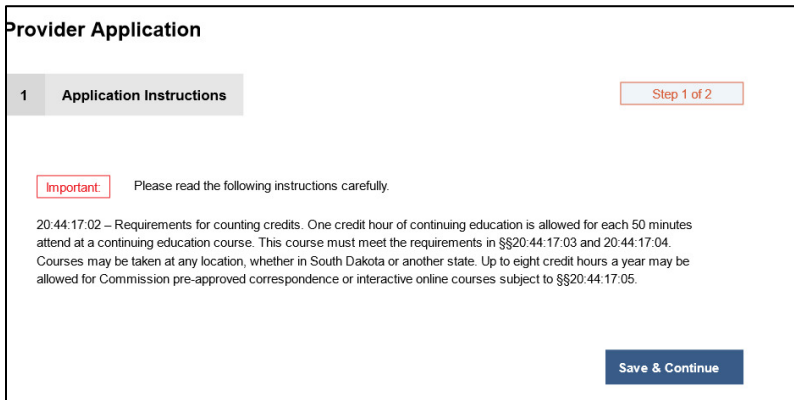 Provider Application
1 Application Instructions
Step 1 of 2
Important: Please read the following instructions carefully.
20:44:17:02 – Requirements for counting credits. One credit hour of continuing education is allowed for each 50 minutes
attend at a continuing education course. This course must meet the requirements in §§20:44:17:03 and 20:44:17:04.
Courses may be taken at any location, whether in South Dakota or another state. Up to eight credit hours a year may be
allowed for Commission pre-approved correspondence or interactive online courses subject to §§20:44:17:05.
Save & Continue